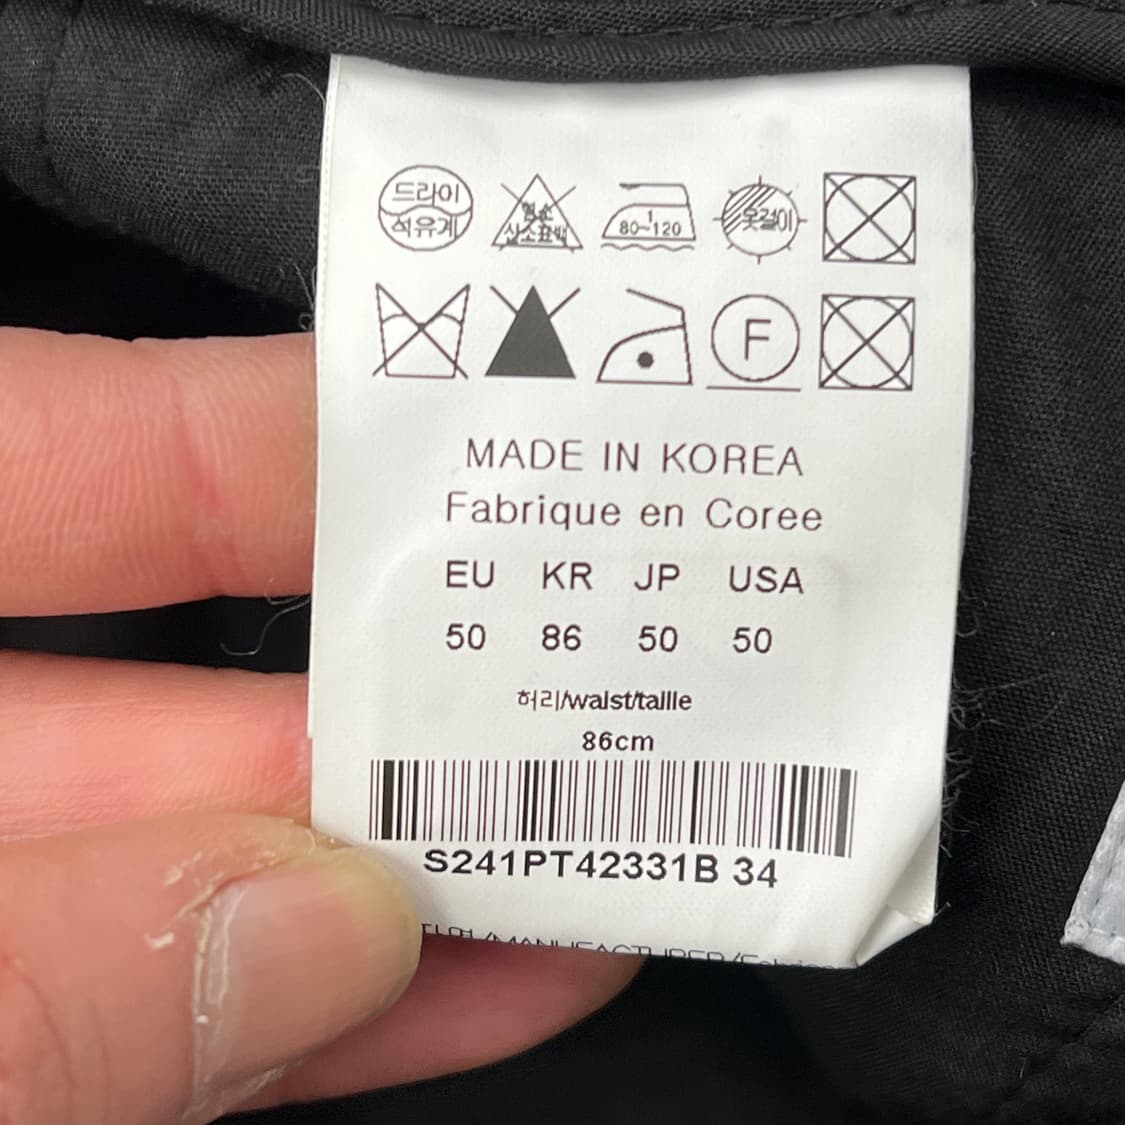 드라이
석유계
염소
산소표백
1
80~120
옷걸이
F
MADE IN KOREA
Fabrique en Coree
EU KR JP USA
50 86 50 50
허리/waist/taille
86cm
S241PT42331B 34
/MANUFACTURER/